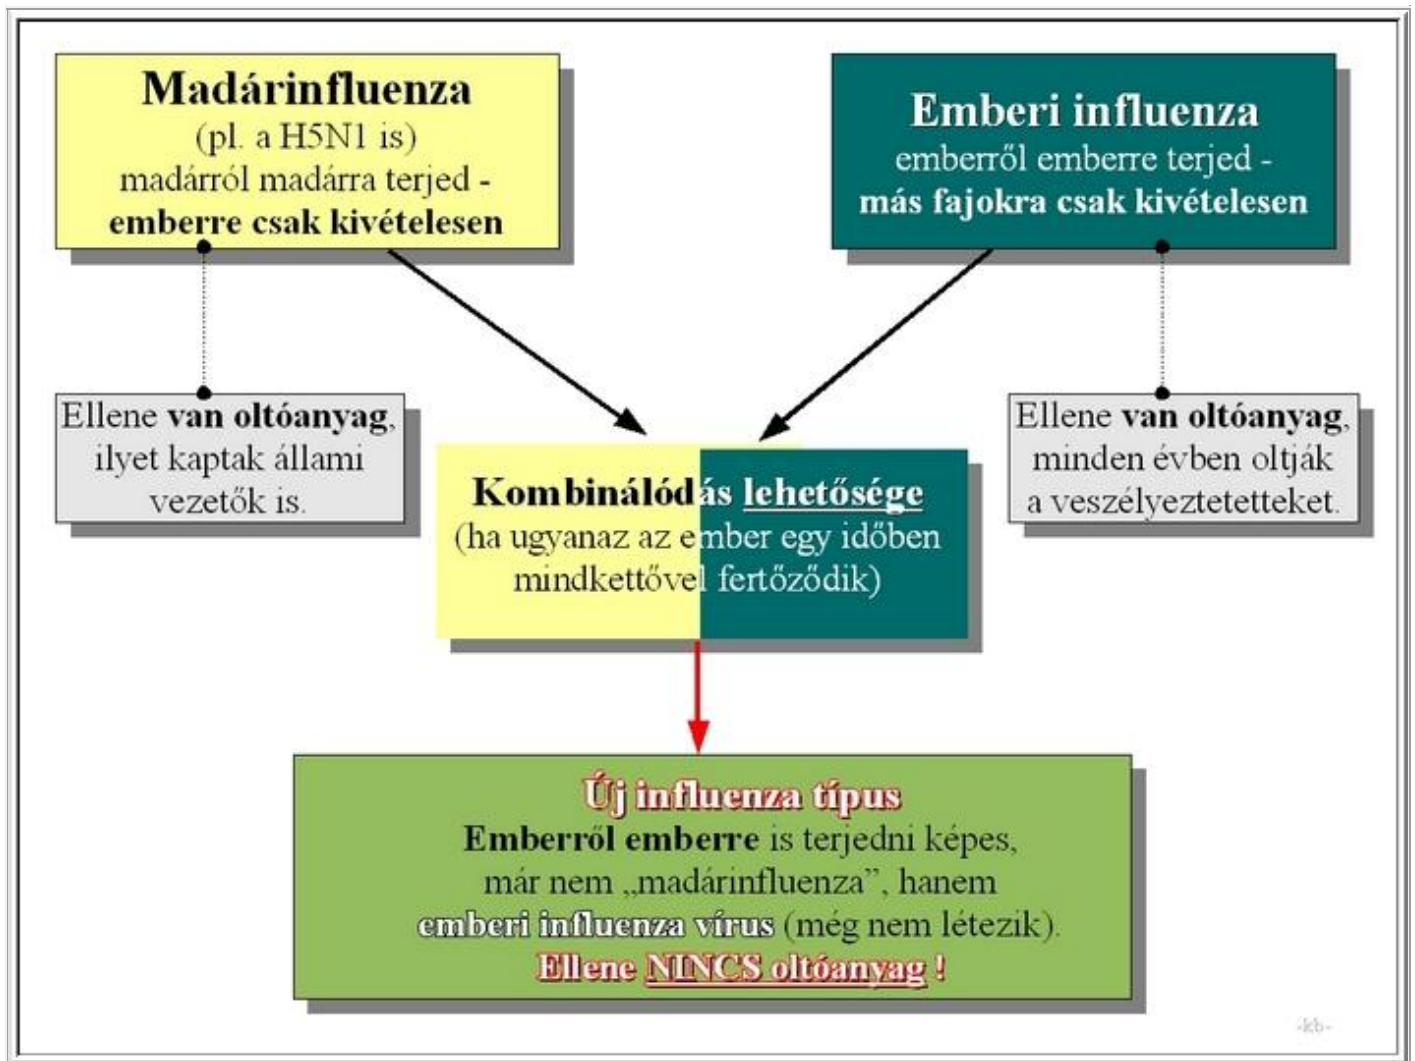 Madárinfluenza
(pl. a H5N1 is)
madárról madárra terjed -
emberre csak kivételesen
Emberi influenza
emberről emberre terjed -
más fajokra csak kivételesen
Ellene van oltóanyag,
ilyet kaptak állami
vezetők is.
Ellene van oltóanyag,
minden évben oltják
a veszélyeztetetteket.
Kombinálódás lehetősége
(ha ugyanaz az ember egy időben
mindkettővel fertőződik)
Új influenza típus
Emberről emberre is terjedni képes,
már nem „madárinfluenza”, hanem
emberi influenza vírus (még nem létezik).
Ellene NINCS oltóanyag !
-kb-